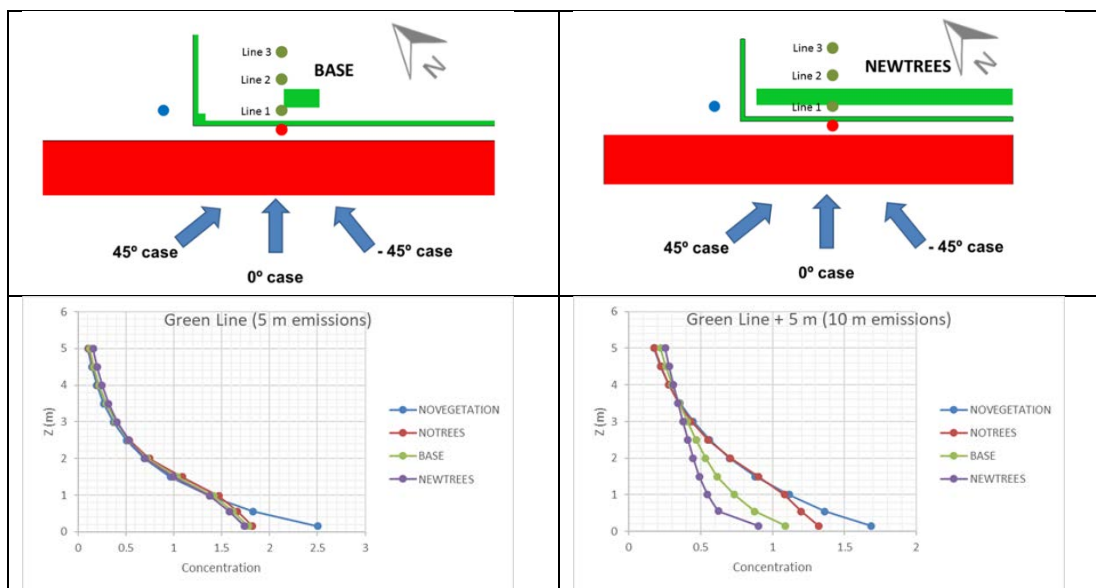 Line 3
Line 2
BASE
Line 1
N
45º case
- 45º case
0º case
Line 3
Line 2
NEWTREES
Line 1
N
45º case
- 45º case
0º case
Green Line (5 m emissions)
6
5
4
3
2
1
0
Z (m)
0
0.5
1
1.5
2
2.5
3
Concentration
NOVEGETATION
NOTREES
BASE
NEWTREES
Green Line + 5 m (10 m emissions)
6
5
4
3
2
1
0
Z (m)
0
0.5
1
1.5
2
Concentration
NOVEGETATION
NOTREES
BASE
NEWTREES